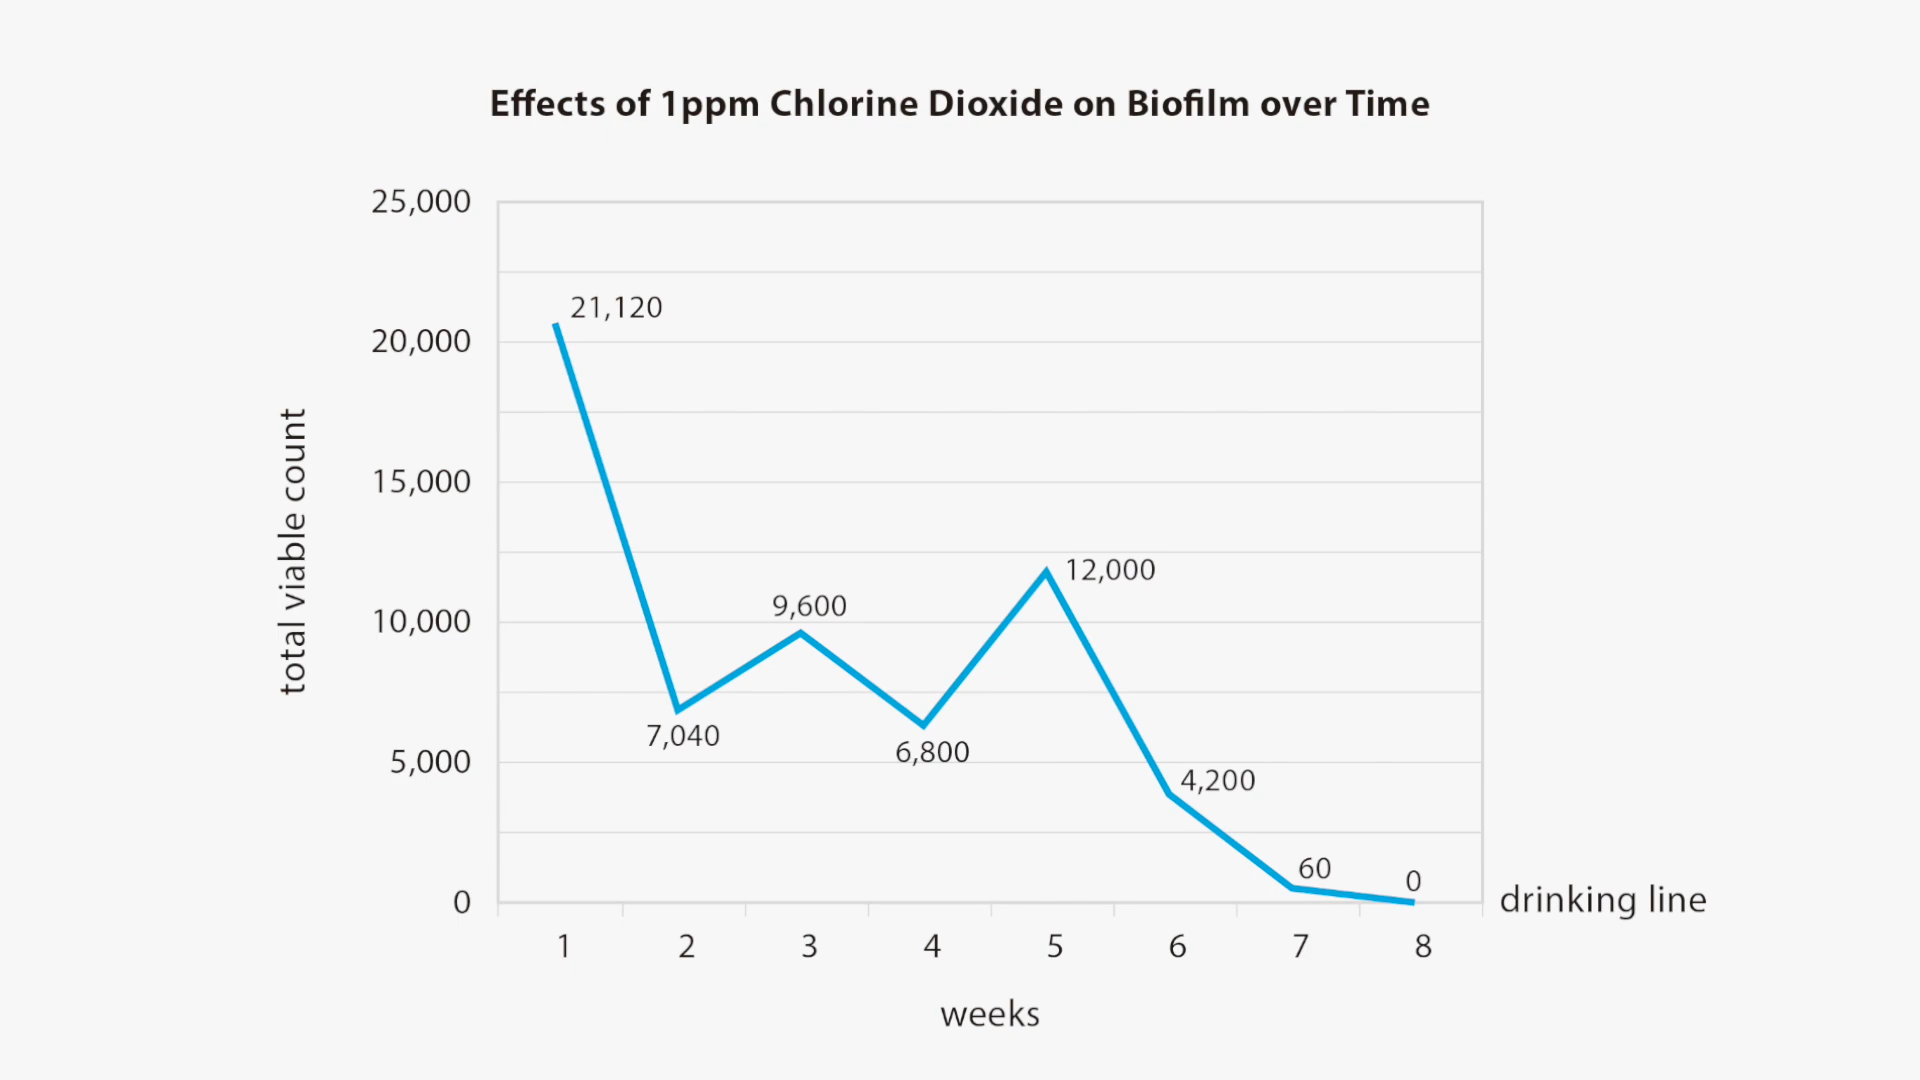 Effects of 1ppm Chlorine Dioxide on Biofilm over Time
25,000
21,120
20,000
15,000
12,000
9,600
10,000
7,040
6,800
5,000
4,200
60
0
0
drinking line
total viable count
1 2 3 4 5 6 7 8
weeks